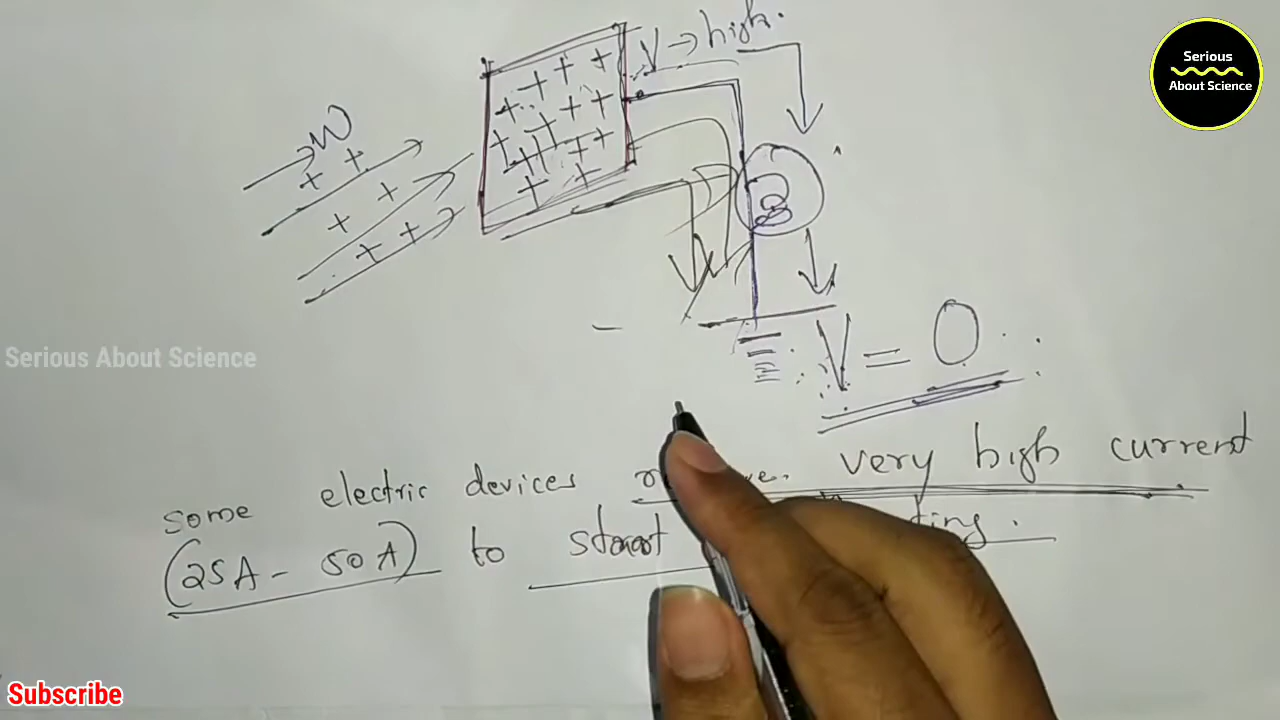 Serious
About Science
V → high.
W
V = 0
Serious About Science
some electric devices very high current
(25A - 50A) to start
Subscribe